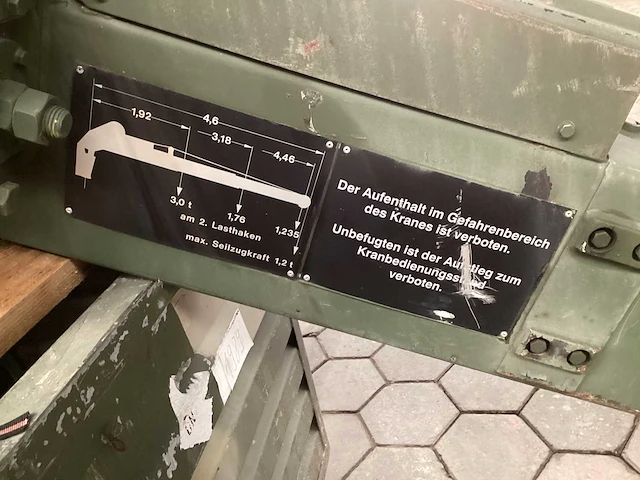 4,6
1,92
3,18
4,46
3,0 t
1,76
1,235
am 2. Lasthaken
max. Seilzugkraft 1,2 t
Der Aufenthalt im Gefahrenbereich
des Kranes ist verboten.
Unbefugten ist der Aufstieg zum
Kranbedienungsstand
verboten.